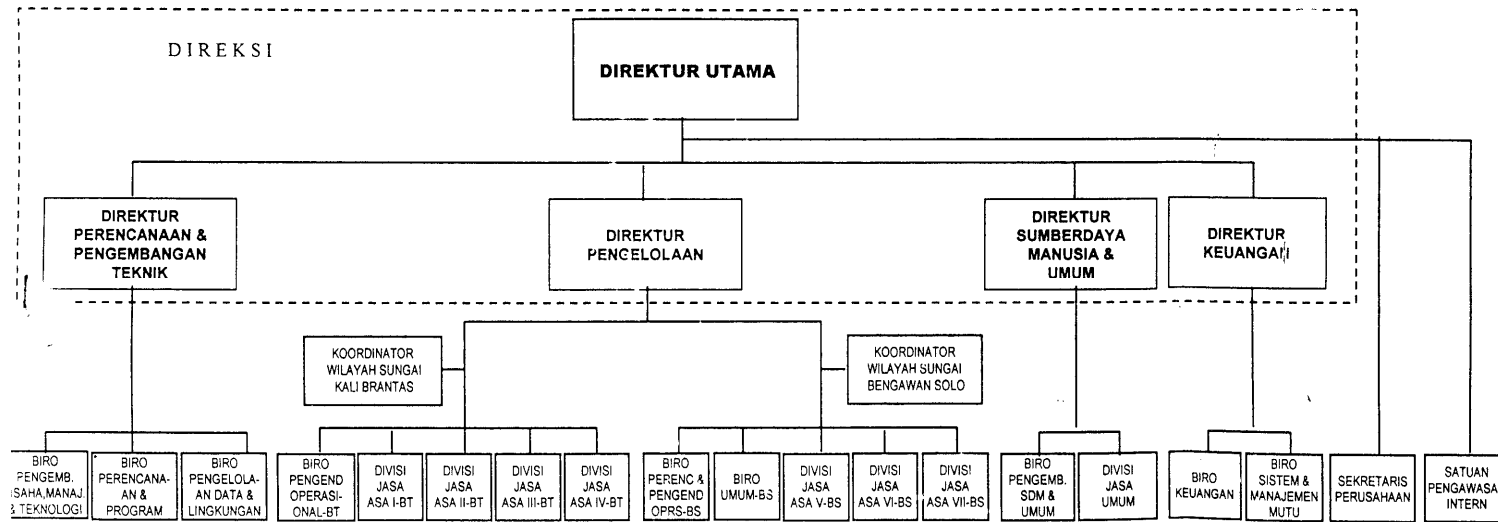 DIREKSI
DIREKTUR UTAMA
DIREKTUR
PERENCANAAN &
PENGEMBANGAN
TEKNIK
DIREKTUR
PENGELOLAAN
DIREKTUR
SUMBERDAYA
MANUSIA &
UMUM
DIREKTUR
KEUANGAN
KOORDINATOR
WILAYAH SUNGAI
KALI BRANTAS
KOORDINATOR
WILAYAH SUNGAI
BENGAWAN SOLO
BIRO
PENGEMB.
ISAHA,MANAJ.
& TEKNOLOGI
BIRO
PERENCANA-
AN &
PROGRAM
BIRO
PENGELOLA-
AN DATA &
LINGKUNGAN
BIRO
PENGEND
OPERASI-
ONAL-BT
DIVISI
JASA
ASA I-BT
DIVISI
JASA
ASA II-BT
DIVISI
JASA
ASA III-BT
DIVISI
JASA
ASA IV-BT
BIRO
PERENC &
PENGEND
OPRS-BS
BIRO
UMUM-BS
DIVISI
JASA
ASA V-BS
DIVISI
JASA
ASA VI-BS
DIVISI
JASA
ASA VII-BS
BIRO
PENGEMB.
SDM &
UMUM
DIVISI
JASA
UMUM
BIRO
KEUANGAN
BIRO
SISTEM &
MANAJEMEN
MUTU
SEKRETARIS
PERUSAHAAN
SATUAN
PENGAWASA
INTERN